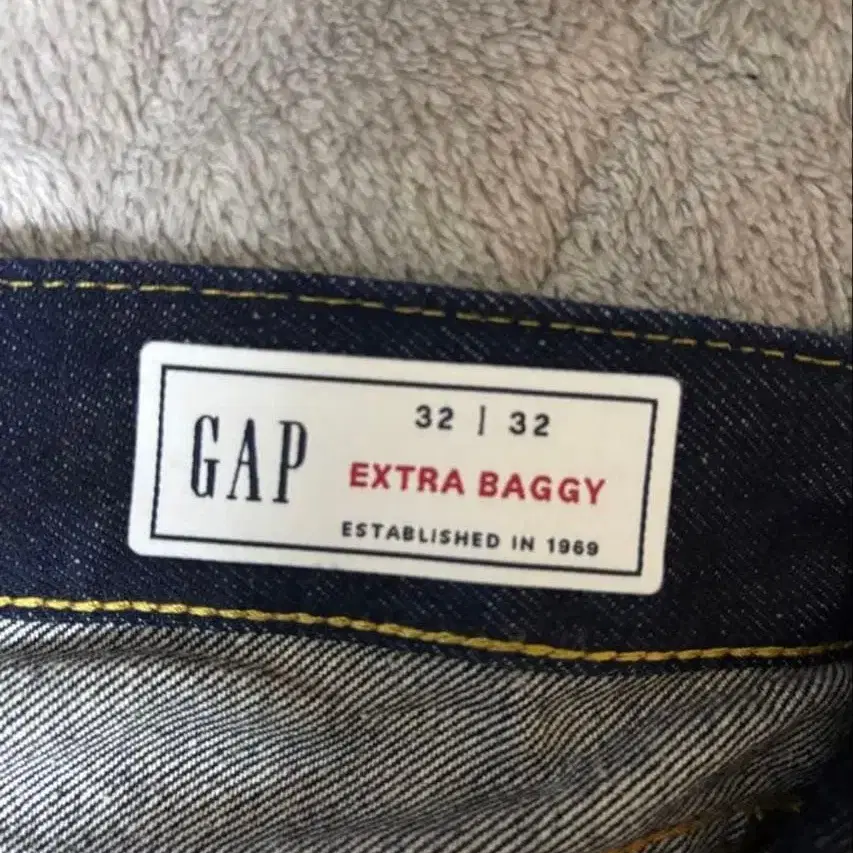 GAP
32 | 32
EXTRA BAGGY
ESTABLISHED IN 1969